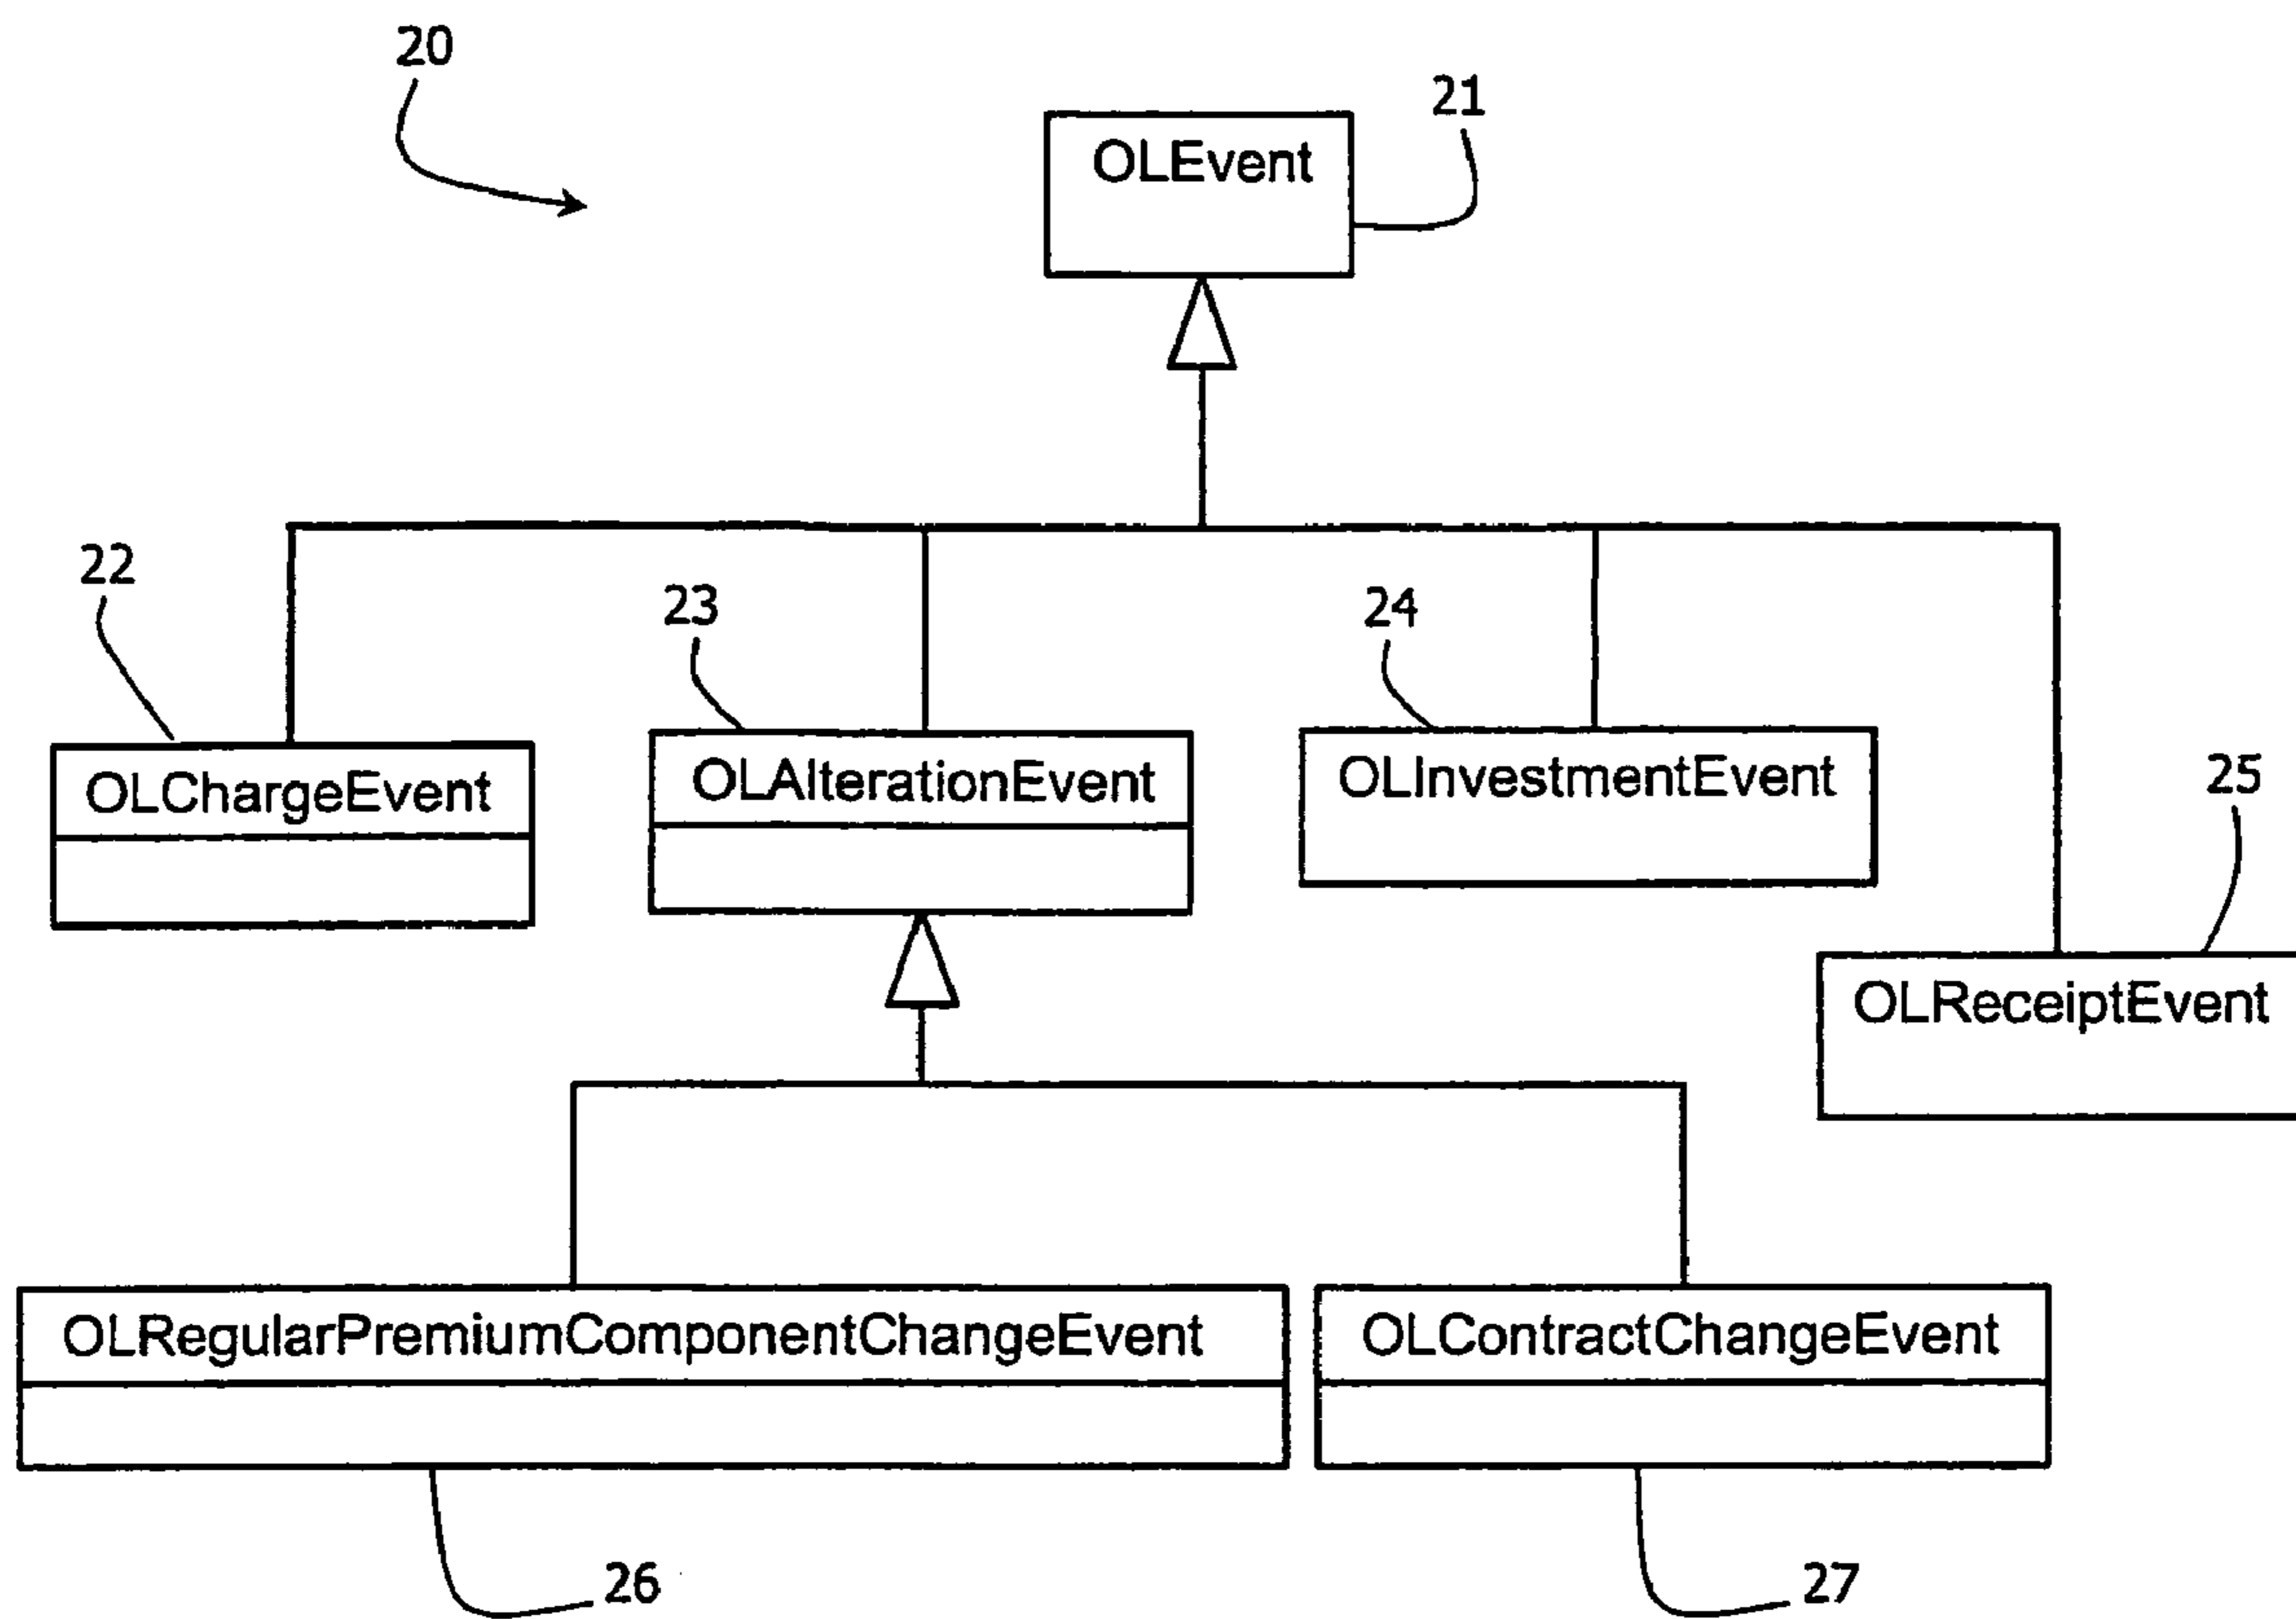 20
21
OLEvent
22
23
24
OLChargeEvent
OLAlterationEvent
OLInvestmentEvent
25
OLReceiptEvent
OLRegularPremiumComponentChangeEvent
OLContractChangeEvent
26
27